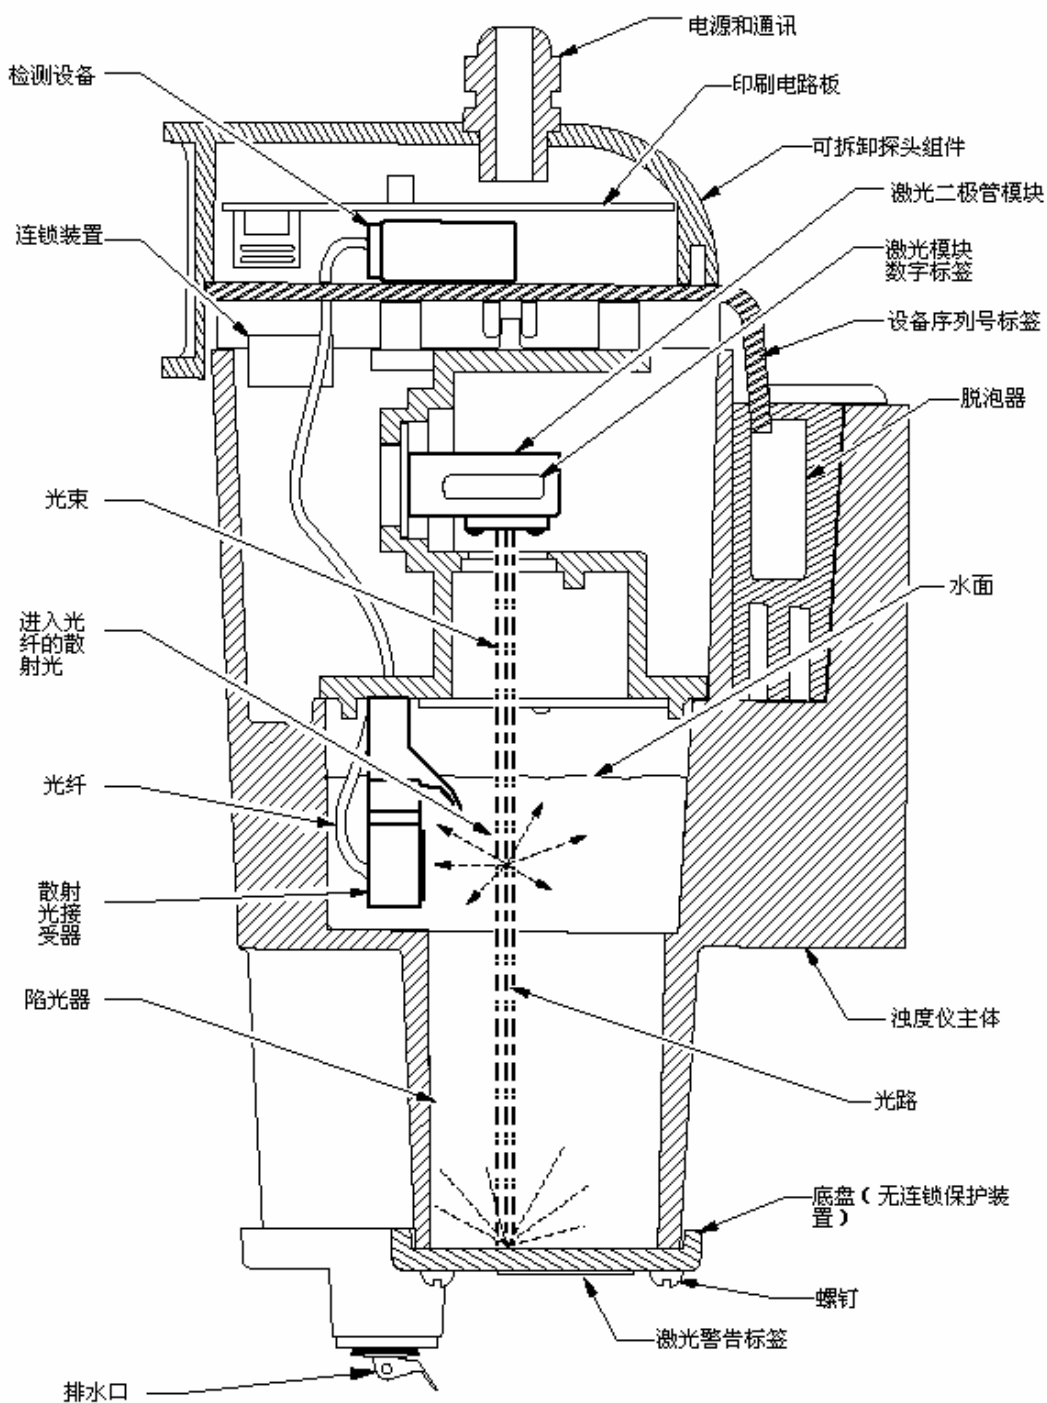 电源和通讯
检测设备
印刷电路板
可拆卸探头组件
激光二极管模块
连锁装置
激光模块
数字标签
设备序列号标签
脱泡器
光束
水面
进入光
纤的散
射光
光纤
散射
光接
受器
陷光器
浊度仪主体
光路
底盘（无连锁保护装
置）
螺钉
激光警告标签
排水口